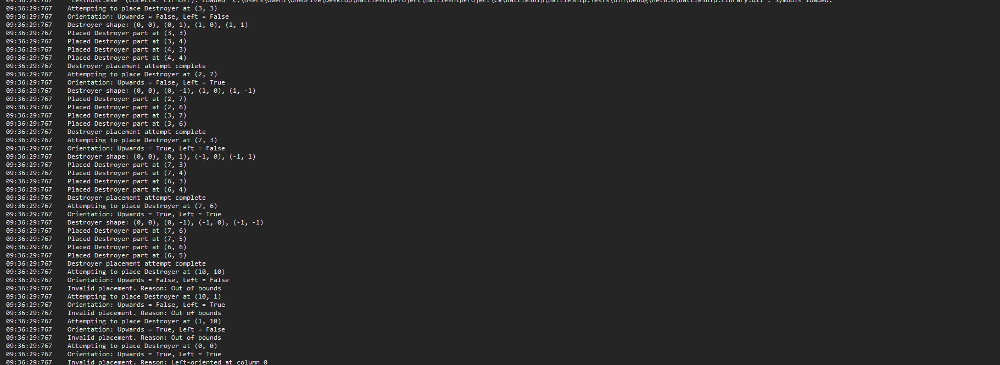 09:36:29:767 'testhost.exe' (CoreCLR: clrhost): Loaded 'C:\Users\OwenI\OneDrive\Desktop\BattleshipProject\BattleshipProject\C#\BattleShip\BattleShip.Tests\bin\Debug\net8.0\BattleShip.Library.dll'. Symbols loaded.
09:36:29:767 Attempting to place Destroyer at (3, 3)
09:36:29:767 Orientation: Upwards = False, Left = False
09:36:29:767 Destroyer shape: (0, 0), (0, 1), (1, 0), (1, 1)
09:36:29:767 Placed Destroyer part at (3, 3)
09:36:29:767 Placed Destroyer part at (3, 4)
09:36:29:767 Placed Destroyer part at (4, 3)
09:36:29:767 Placed Destroyer part at (4, 4)
09:36:29:767 Destroyer placement attempt complete
09:36:29:767 Attempting to place Destroyer at (2, 7)
09:36:29:767 Orientation: Upwards = False, Left = True
09:36:29:767 Destroyer shape: (0, 0), (0, -1), (1, 0), (1, -1)
09:36:29:767 Placed Destroyer part at (2, 7)
09:36:29:767 Placed Destroyer part at (2, 6)
09:36:29:767 Placed Destroyer part at (3, 7)
09:36:29:767 Placed Destroyer part at (3, 6)
09:36:29:767 Destroyer placement attempt complete
09:36:29:767 Attempting to place Destroyer at (7, 3)
09:36:29:767 Orientation: Upwards = True, Left = False
09:36:29:767 Destroyer shape: (0, 0), (0, 1), (-1, 0), (-1, 1)
09:36:29:767 Placed Destroyer part at (7, 3)
09:36:29:767 Placed Destroyer part at (7, 4)
09:36:29:767 Placed Destroyer part at (6, 3)
09:36:29:767 Placed Destroyer part at (6, 4)
09:36:29:767 Destroyer placement attempt complete
09:36:29:767 Attempting to place Destroyer at (7, 6)
09:36:29:767 Orientation: Upwards = True, Left = True
09:36:29:767 Destroyer shape: (0, 0), (0, -1), (-1, 0), (-1, -1)
09:36:29:767 Placed Destroyer part at (7, 6)
09:36:29:767 Placed Destroyer part at (7, 5)
09:36:29:767 Placed Destroyer part at (6, 6)
09:36:29:767 Placed Destroyer part at (6, 5)
09:36:29:767 Destroyer placement attempt complete
09:36:29:767 Attempting to place Destroyer at (10, 10)
09:36:29:767 Orientation: Upwards = False, Left = False
09:36:29:767 Invalid placement. Reason: Out of bounds
09:36:29:767 Attempting to place Destroyer at (10, 1)
09:36:29:767 Orientation: Upwards = False, Left = True
09:36:29:767 Invalid placement. Reason: Out of bounds
09:36:29:767 Attempting to place Destroyer at (1, 10)
09:36:29:767 Orientation: Upwards = True, Left = False
09:36:29:767 Invalid placement. Reason: Out of bounds
09:36:29:767 Attempting to place Destroyer at (0, 0)
09:36:29:767 Orientation: Upwards = True, Left = True
09:36:29:767 Invalid placement. Reason: Left-oriented at column 0